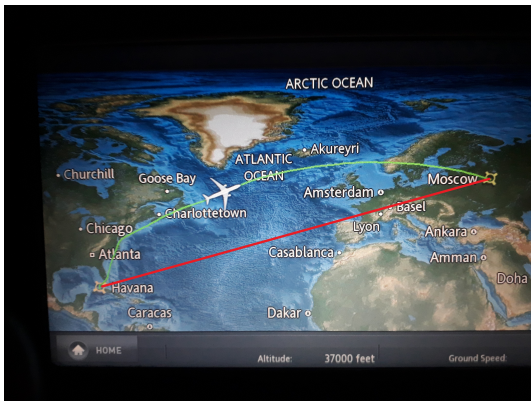 ARCTIC OCEAN
Akureyri
ATLANTIC
OCEAN
Churchill
Goose Bay
Moscow
Amsterdam
Charlottetown
Basel
Lyon
Chicago
Ankara
Atlanta
Casablanca
Amman
Doha
Havana
Caracas
Dakar
HOME
Altitude: 37000 feet Ground Speed: